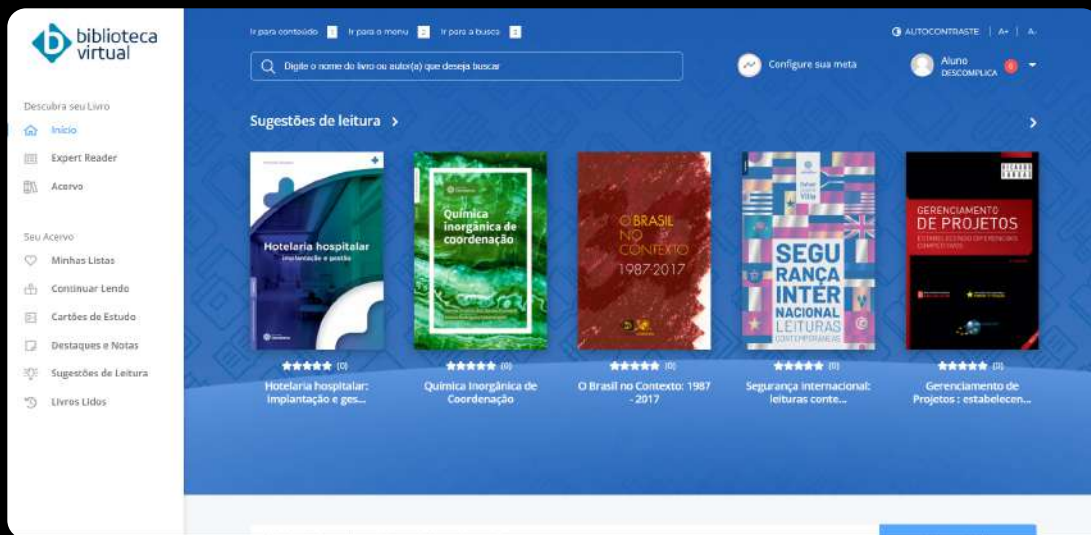 biblioteca
virtual
Ir para conteúdo 1 Ir para o menu 2 Ir para a busca 3
AUTOCONTRASTE | A+ | A-
Digite o nome do livro ou autor(a) que deseja buscar
Configure sua meta
Aluno
DESCOMPLICA
Descubra seu Livro
Início
Expert Reader
Acervo
Seu Acervo
Minhas Listas
Continuar Lendo
Cartões de Estudo
Destaques e Notas
Sugestões de Leitura
Livros Lidos
Sugestões de leitura
Hotelaria hospitalar
implantação e gestão
Química
inorgânica de
coordenação
O BRASIL
NO
CONTEXTO
1987-2017
SEGU
RANÇA
INTER
NACIONAL
LEITURAS
CONTEMPORÂNEAS
RICARDO
VARGAS
GERENCIAMENTO
DE PROJETOS
ESTABELECENDO DIFERENCIAIS
COMPETITIVOS
(0)
(0)
(0)
(0)
(0)
Hotelaria hospitalar:
implantação e ges...
Química Inorgânica de
Coordenação
O Brasil no Contexto: 1987
- 2017
Segurança internacional:
leituras conte...
Gerenciamento de
Projetos : estabelecen...